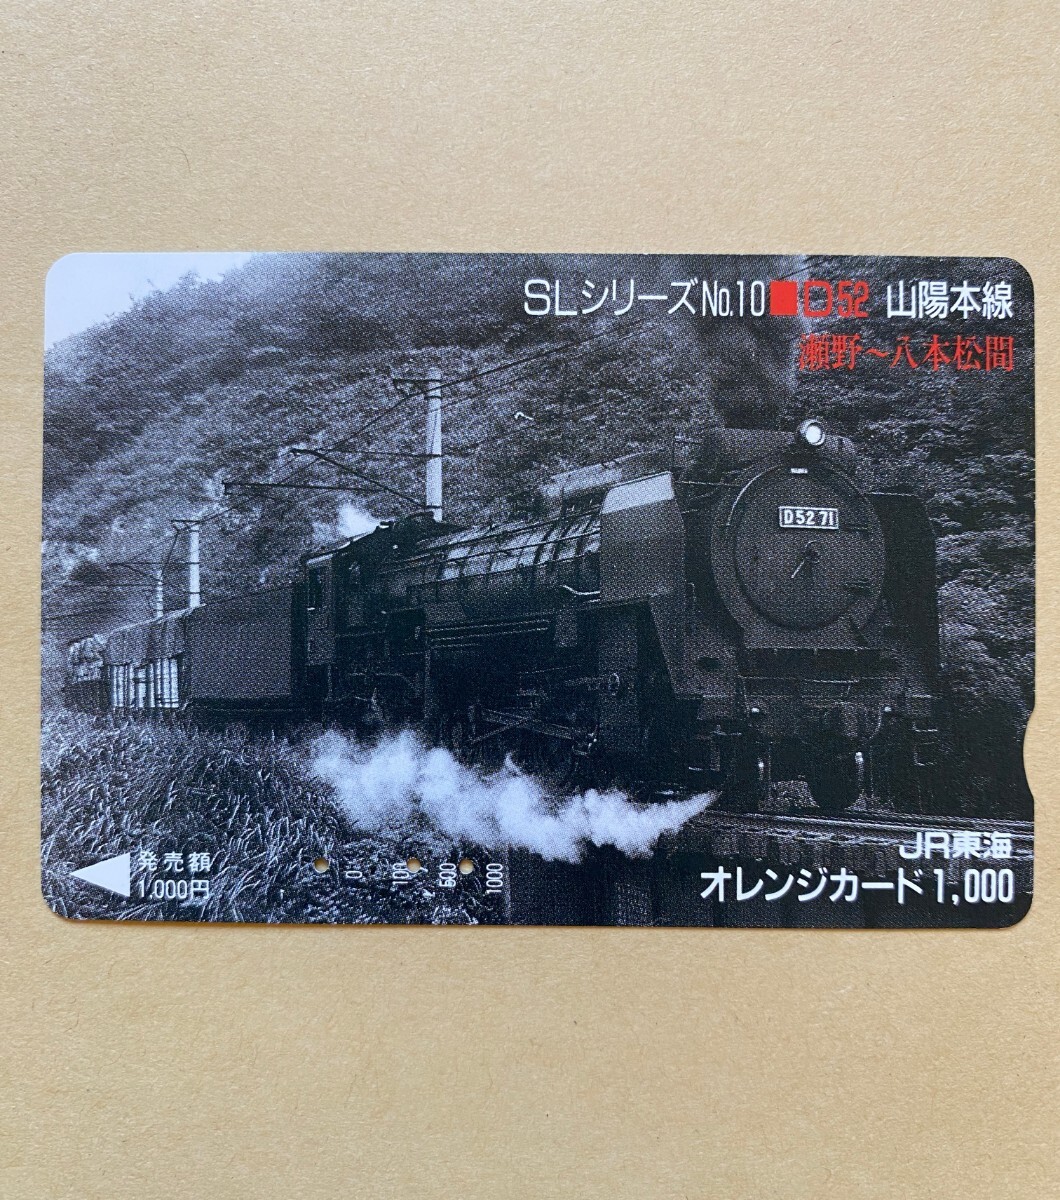 SLシリーズNo.10■D52 山陽本線
瀬野～八本松間
D52 71
JR東海
オレンジカード1,000
発売額
1,000円
0 100 500 1000